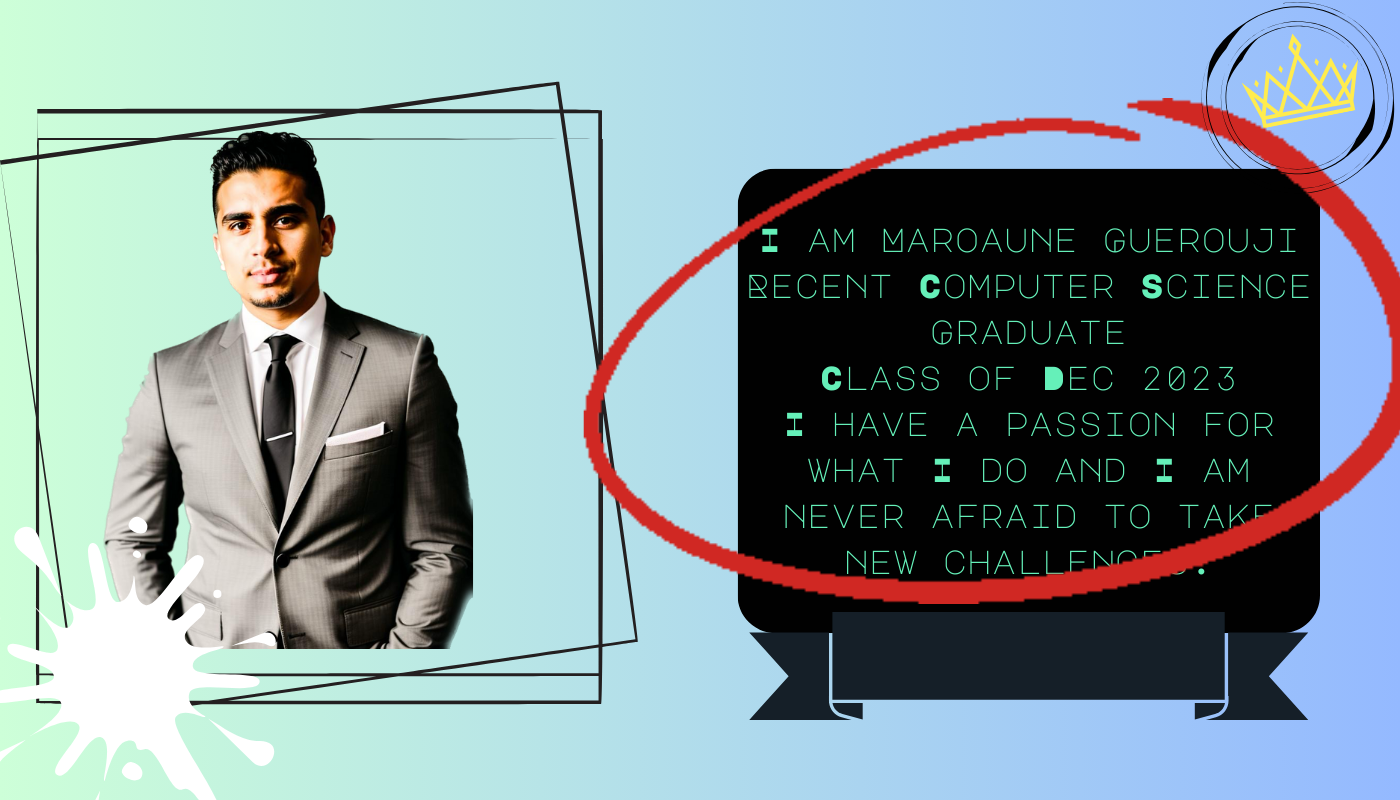 I AM MAROAUNE GUEROUJI
RECENT COMPUTER SCIENCE
GRADUATE
CLASS OF DEC 2023
I HAVE A PASSION FOR
WHAT I DO AND I AM
NEVER AFRAID TO TAKE
NEW CHALLENGES.